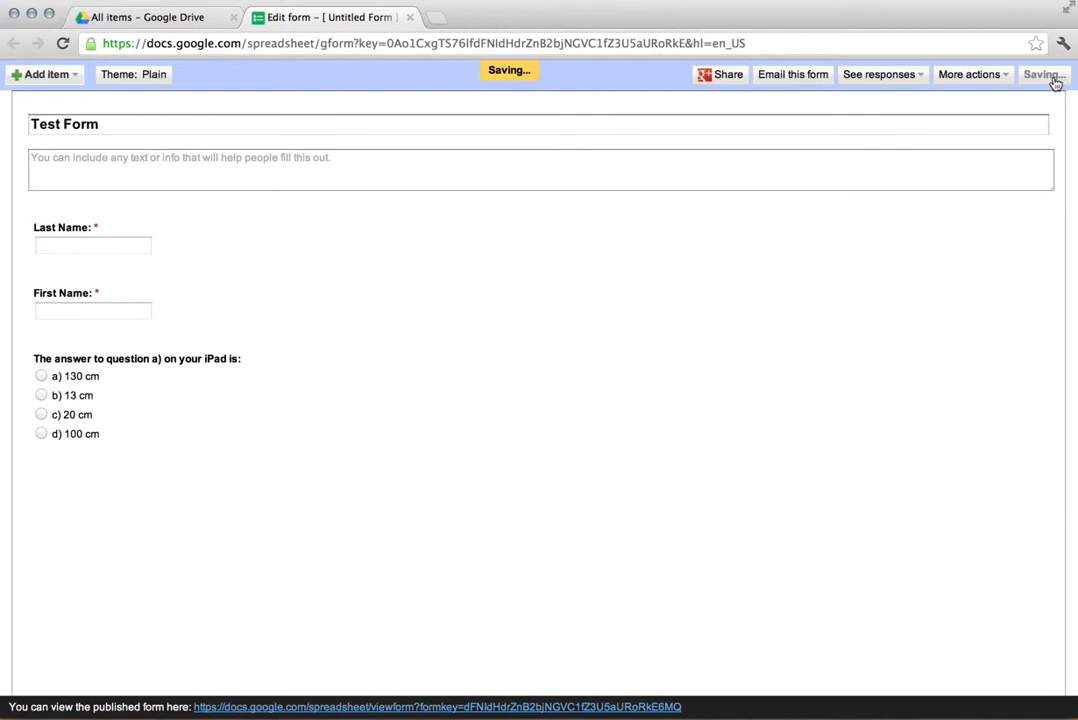 All items – Google Drive
Edit form – [ Untitled Form ]
https://docs.google.com/spreadsheet/gform?key=0Ao1CxgTS76lfdFNIdHdrZnB2bjNGVC1fZ3U5aURoRkE&hl=en_US
Add item
Theme: Plain
Saving...
Share
Email this form
See responses
More actions
Saving...
Test Form
You can include any text or info that will help people fill this out.
Last Name: *
First Name: *
The answer to question a) on your iPad is:
a) 130 cm
b) 13 cm
c) 20 cm
d) 100 cm
You can view the published form here: https://docs.google.com/spreadsheet/viewform?formkey=dFNIdHdrZnB2bjNGVC1fZ3U5aURoRkE6MQ